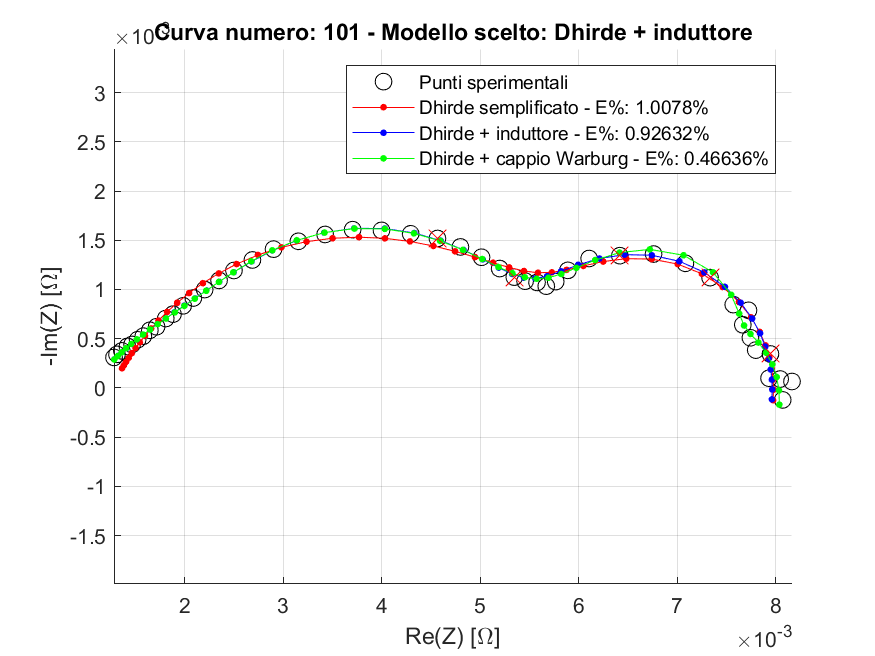 ×10⁻³
Curva numero: 101 - Modello scelto: Dhirde + induttore
Punti sperimentali
Dhirde semplificato - E%: 1.0078%
Dhirde + induttore - E%: 0.92632%
Dhirde + cappio Warburg - E%: 0.46636%
3
2.5
2
1.5
1
0.5
0
-0.5
-1
-1.5
-Im(Z) [Ω]
2 3 4 5 6 7 8
Re(Z) [Ω]
×10⁻³